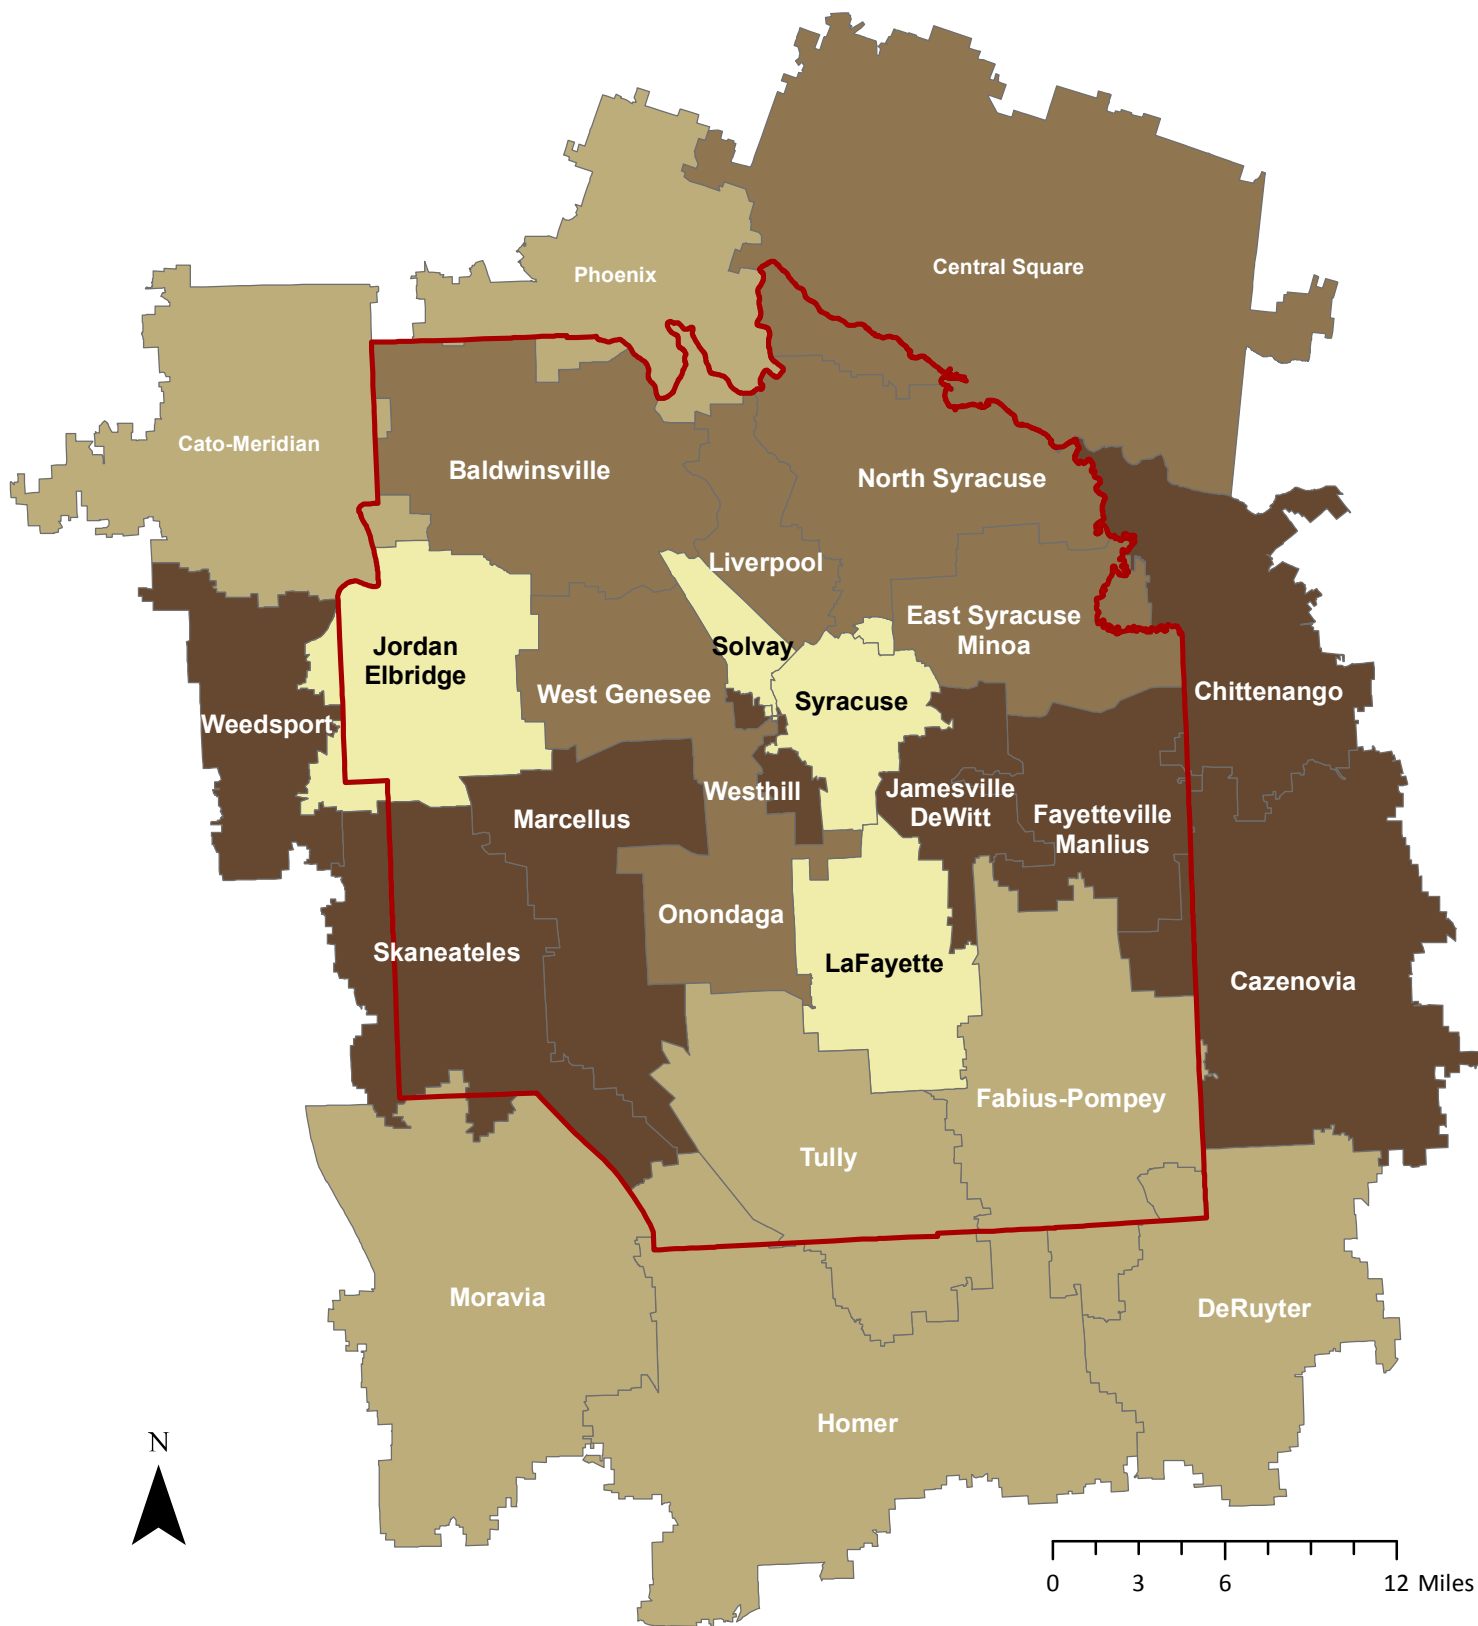 Central Square
Phoenix
Cato-Meridian
Baldwinsville
North Syracuse
Liverpool
East Syracuse
Minoa
Jordan
Elbridge
Solvay
West Genesee
Syracuse
Chittenango
Weedsport
Westhill
Jamesville
DeWitt
Marcellus
Fayetteville
Manlius
Onondaga
Skaneateles
LaFayette
Cazenovia
Fabius-Pompey
Tully
Moravia
DeRuyter
Homer
N
0 3 6 12 Miles